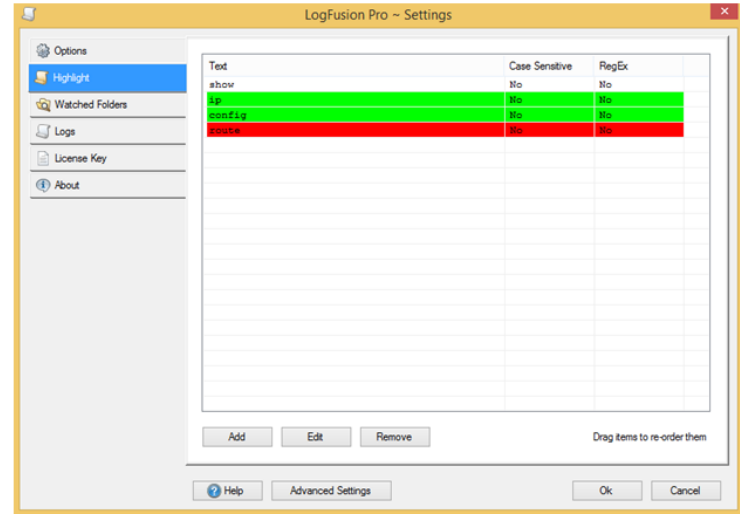 LogFusion Pro ~ Settings
Options
Highlight
Watched Folders
Logs
License Key
About
Text Case Sensitive RegEx
show No No
ip No No
config No No
route No No
Add Edit Remove Drag items to re-order them
Help Advanced Settings Ok Cancel